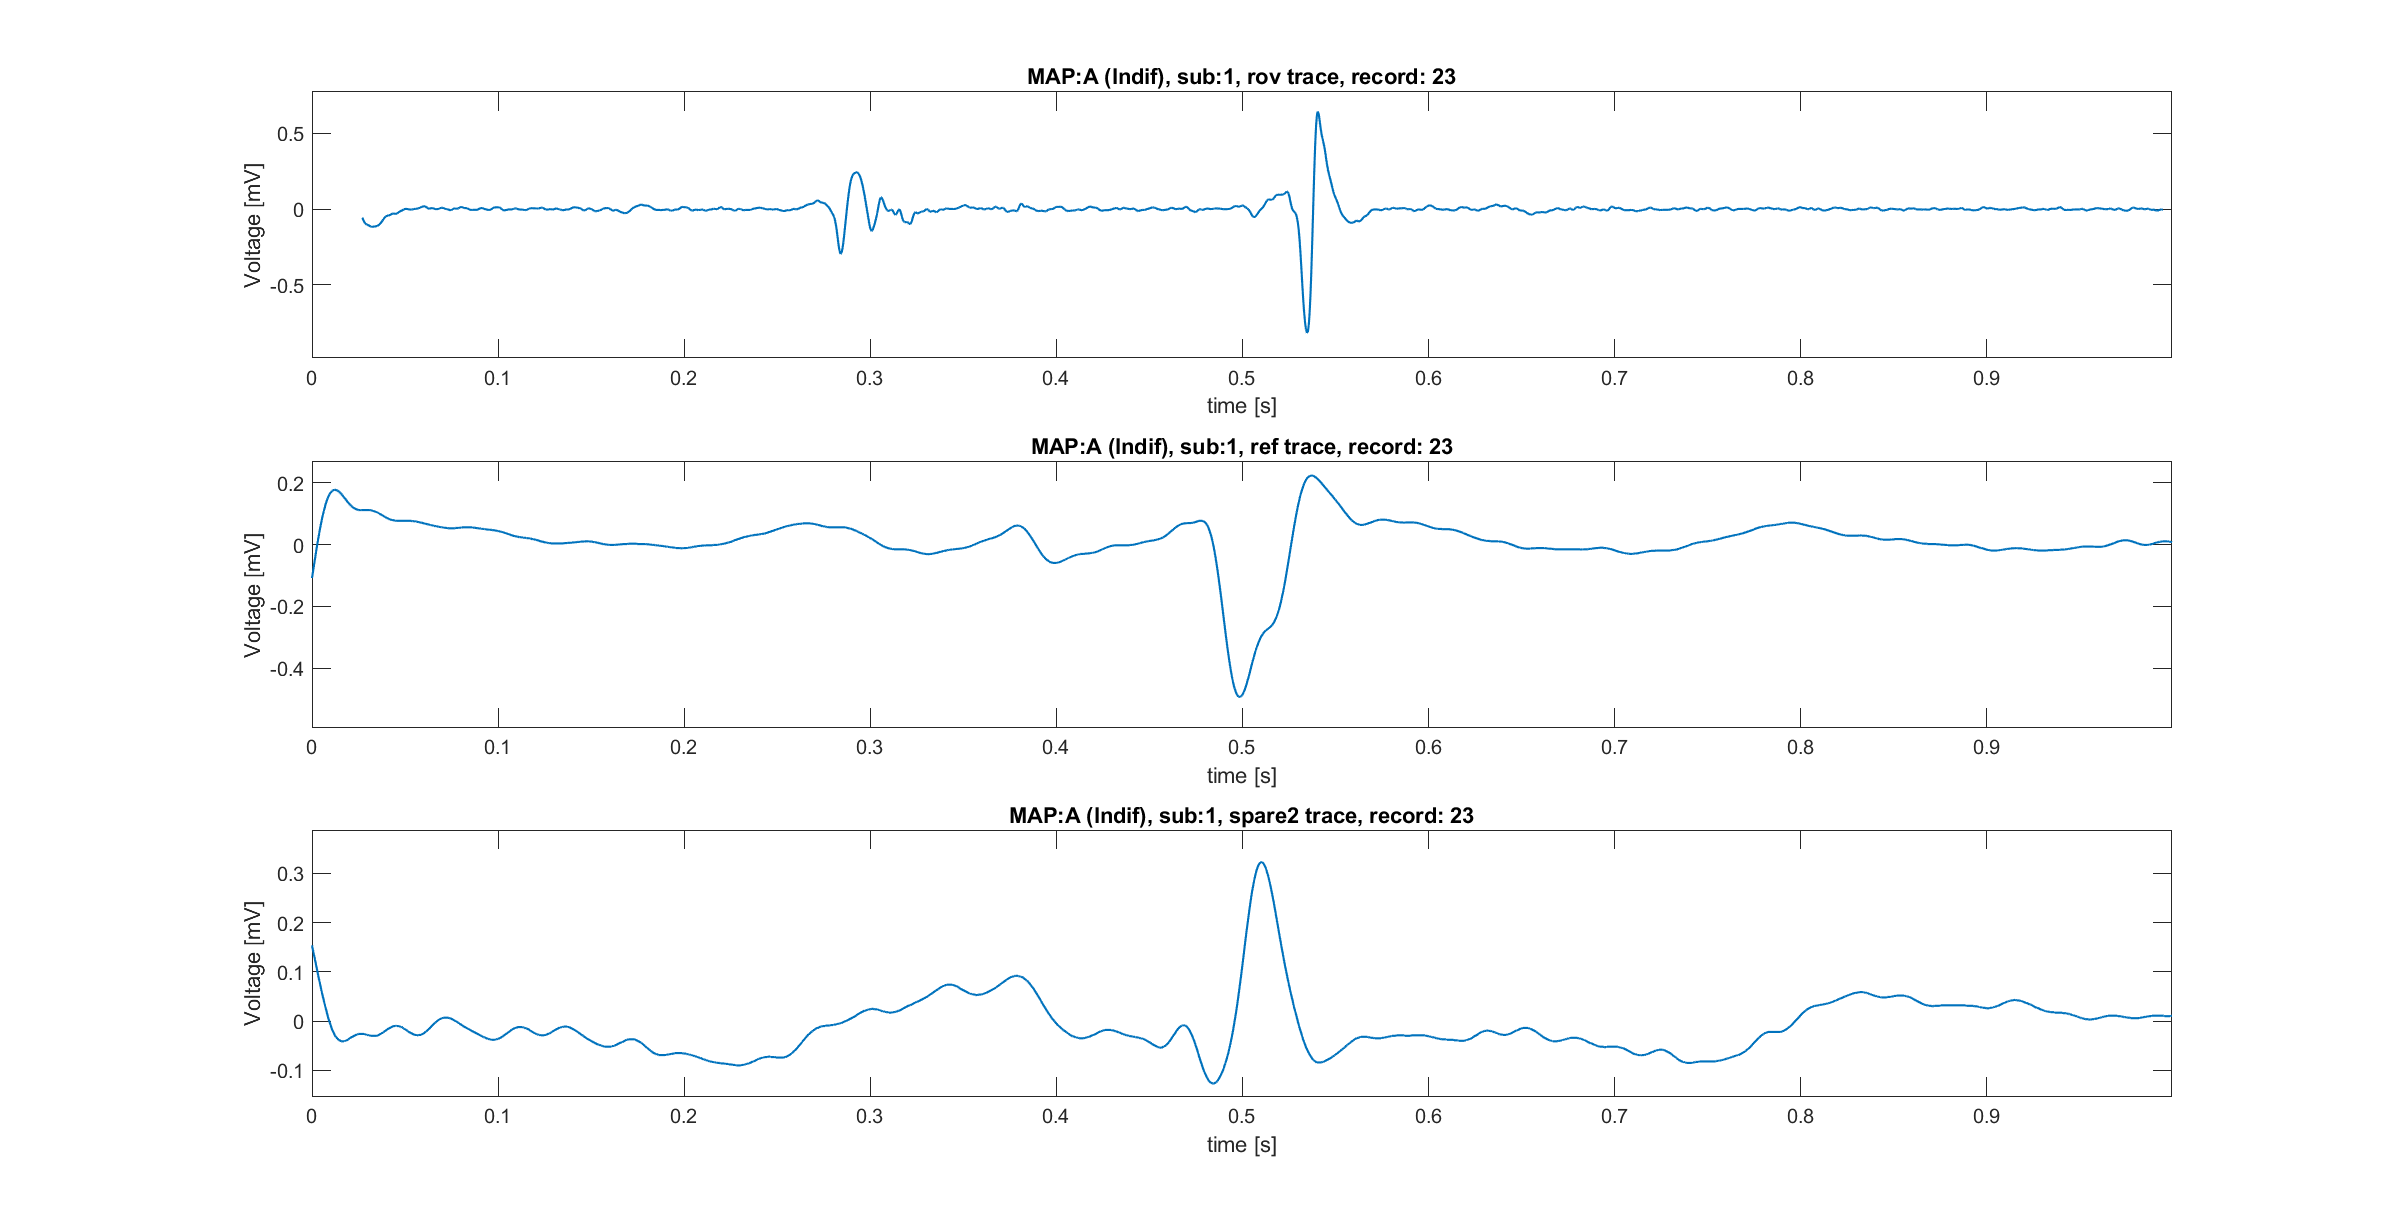 MAP:A (Indif), sub:1, rov trace, record: 23
Voltage [mV]
0.5
0
-0.5
0 0.1 0.2 0.3 0.4 0.5 0.6 0.7 0.8 0.9
time [s]
MAP:A (Indif), sub:1, ref trace, record: 23
Voltage [mV]
0.2
0
-0.2
-0.4
0 0.1 0.2 0.3 0.4 0.5 0.6 0.7 0.8 0.9
time [s]
MAP:A (Indif), sub:1, spare2 trace, record: 23
Voltage [mV]
0.3
0.2
0.1
0
-0.1
0 0.1 0.2 0.3 0.4 0.5 0.6 0.7 0.8 0.9
time [s]